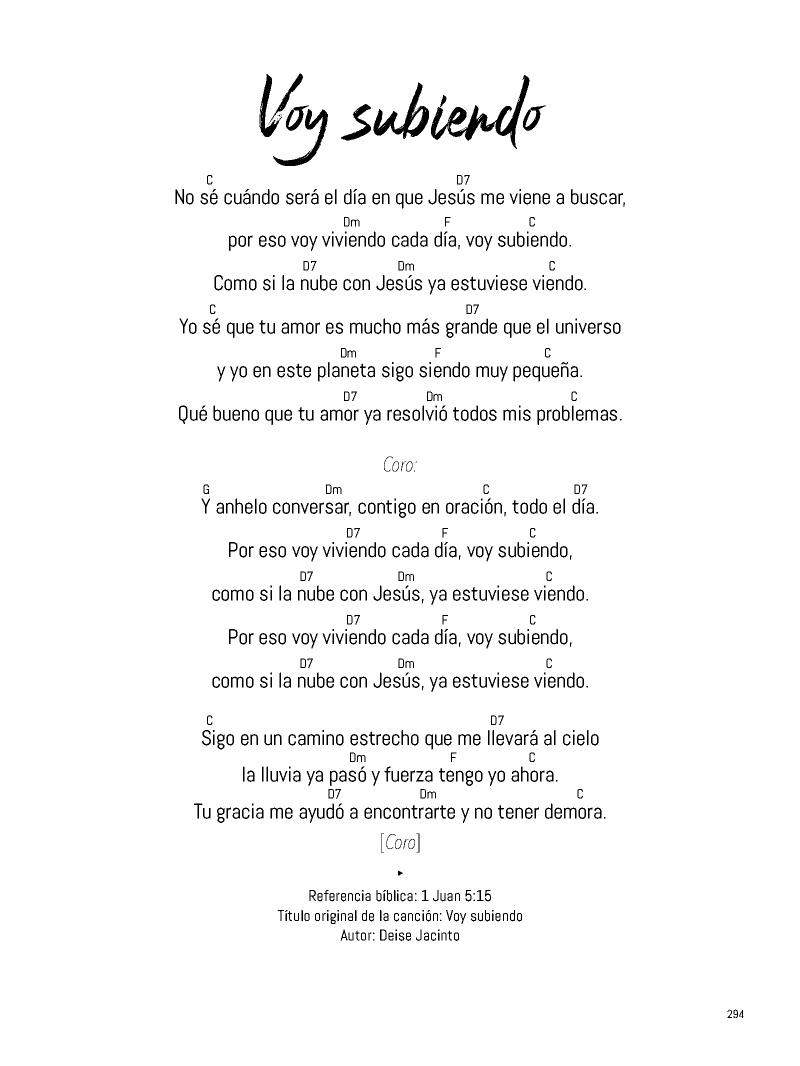 Voy subiendo
C D7
No sé cuándo será el día en que Jesús me viene a buscar,
Dm F C
por eso voy viviendo cada día, voy subiendo.
D7 Dm C
Como si la nube con Jesús ya estuviese viendo.
C D7
Yo sé que tu amor es mucho más grande que el universo
Dm F C
y yo en este planeta sigo siendo muy pequeña.
D7 Dm C
Qué bueno que tu amor ya resolvió todos mis problemas.
Coro:
G Dm C D7
Y anhelo conversar, contigo en oración, todo el día.
D7 F C
Por eso voy viviendo cada día, voy subiendo,
D7 Dm C
como si la nube con Jesús, ya estuviese viendo.
D7 F C
Por eso voy viviendo cada día, voy subiendo,
D7 Dm C
como si la nube con Jesús, ya estuviese viendo.
C D7
Sigo en un camino estrecho que me llevará al cielo
Dm F C
la lluvia ya pasó y fuerza tengo yo ahora.
D7 Dm C
Tu gracia me ayudó a encontrarte y no tener demora.
[Coro]
Referencia bíblica: 1 Juan 5:15
Título original de la canción: Voy subiendo
Autor: Deise Jacinto
294